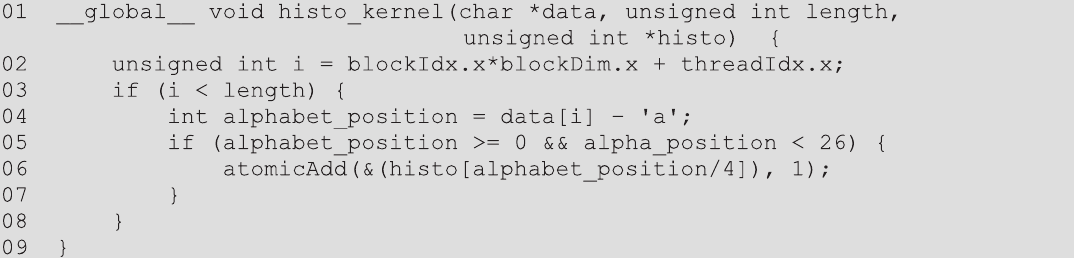 01  __global__ void histo_kernel(char *data, unsigned int length,
                                 unsigned int *histo)  {
02      unsigned int i = blockIdx.x*blockDim.x + threadIdx.x;
03      if (i < length) {
04          int alphabet_position = data[i] - 'a';
05          if (alphabet_position >= 0 && alpha_position < 26) {
06              atomicAdd(&(histo[alphabet_position/4]), 1);
07          }
08      }
09  }